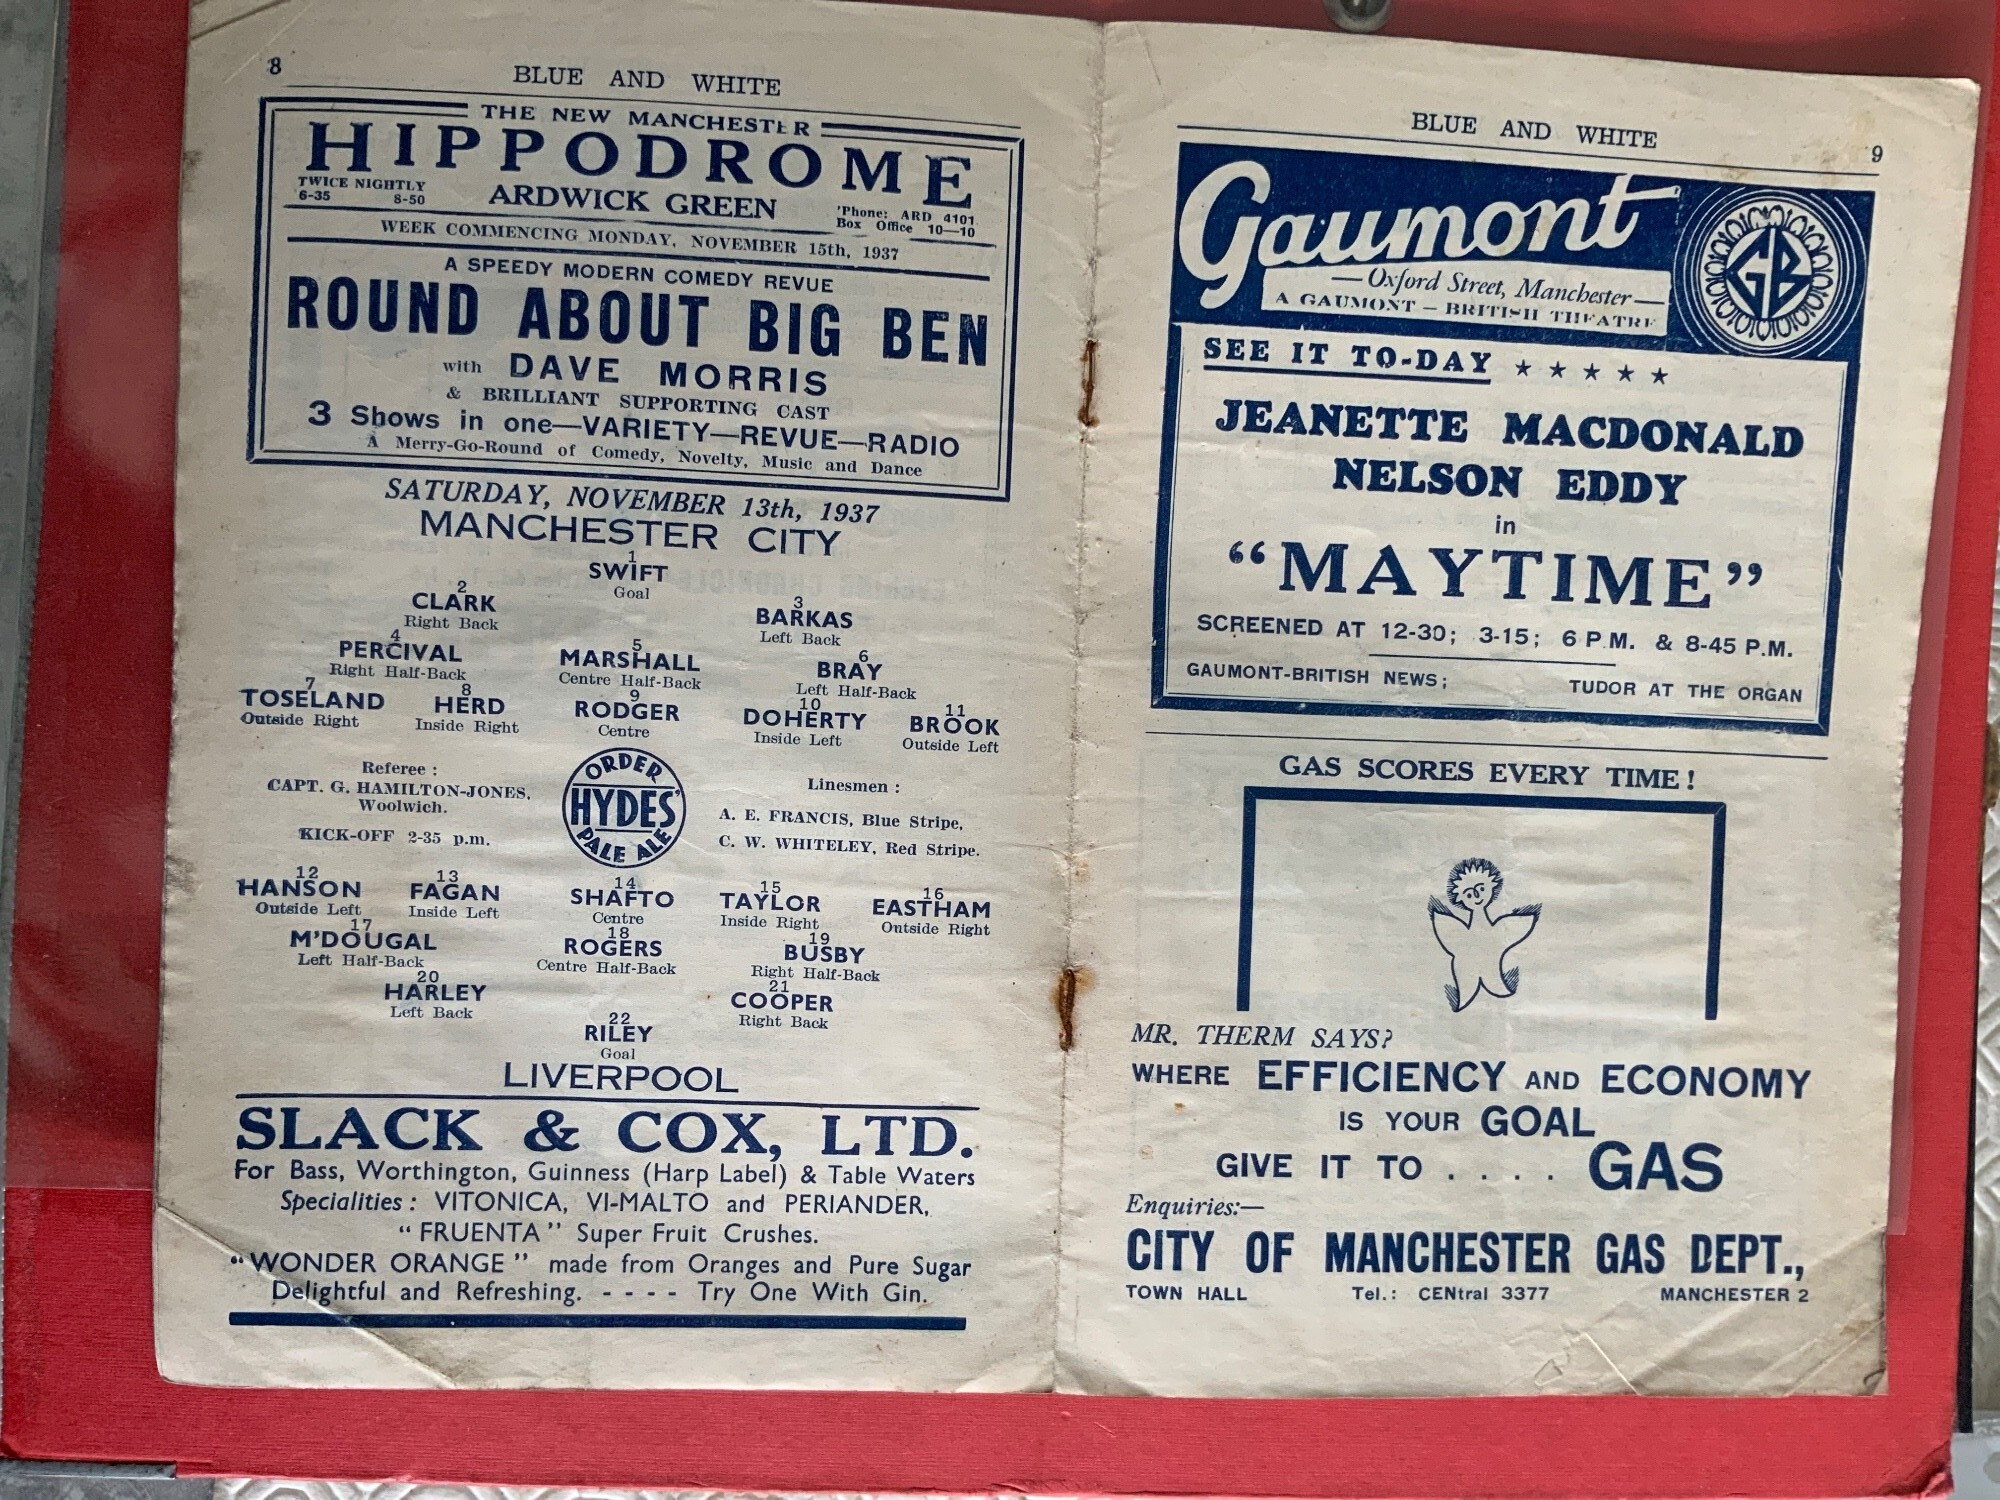 8
BLUE AND WHITE
THE NEW MANCHESTER
HIPPODROME
TWICE NIGHTLY
6-35 8-50
ARDWICK GREEN
'Phone: ARD 4101
Box Office 10—10
WEEK COMMENCING MONDAY, NOVEMBER 15th, 1937
A SPEEDY MODERN COMEDY REVUE
ROUND ABOUT BIG BEN
with DAVE MORRIS
& BRILLIANT SUPPORTING CAST
3 Shows in one—VARIETY—REVUE—RADIO
A Merry-Go-Round of Comedy, Novelty, Music and Dance
SATURDAY, NOVEMBER 13th, 1937
MANCHESTER CITY
1
SWIFT
Goal
2 3
CLARK BARKAS
Right Back Left Back
4 5 6
PERCIVAL MARSHALL BRAY
Right Half-Back Centre Half-Back Left Half-Back
7 8 9 10 11
TOSELAND HERD RODGER DOHERTY BROOK
Outside Right Inside Right Centre Inside Left Outside Left
Referee :
CAPT. G. HAMILTON-JONES,
Woolwich.
KICK-OFF 2-35 p.m.
ORDER
HYDES'
PALE ALE
Linesmen :
A. E. FRANCIS, Blue Stripe,
C. W. WHITELEY, Red Stripe.
12 13 14 15 16
HANSON FAGAN SHAFTO TAYLOR EASTHAM
Outside Left Inside Left Centre Inside Right Outside Right
17 18 19
M'DOUGAL ROGERS BUSBY
Left Half-Back Centre Half-Back Right Half-Back
20 21
HARLEY COOPER
Left Back Right Back
22
RILEY
Goal
LIVERPOOL
SLACK & COX, LTD.
For Bass, Worthington, Guinness (Harp Label) & Table Waters
Specialities : VITONICA, VI-MALTO and PERIANDER,
"FRUENTA" Super Fruit Crushes.
"WONDER ORANGE" made from Oranges and Pure Sugar
Delightful and Refreshing. - - - - Try One With Gin.
BLUE AND WHITE
9
Gaumont
—Oxford Street, Manchester—
A GAUMONT – BRITISH THEATRE
GB
SEE IT TO-DAY ★ ★ ★ ★ ★
JEANETTE MACDONALD
NELSON EDDY
in
"MAYTIME"
SCREENED AT 12-30; 3-15; 6 P.M. & 8-45 P.M.
GAUMONT-BRITISH NEWS; TUDOR AT THE ORGAN
GAS SCORES EVERY TIME!
MR. THERM SAYS?
WHERE EFFICIENCY AND ECONOMY
IS YOUR GOAL
GIVE IT TO . . . . GAS
Enquiries:—
CITY OF MANCHESTER GAS DEPT.,
TOWN HALL Tel.: CENtral 3377 MANCHESTER 2